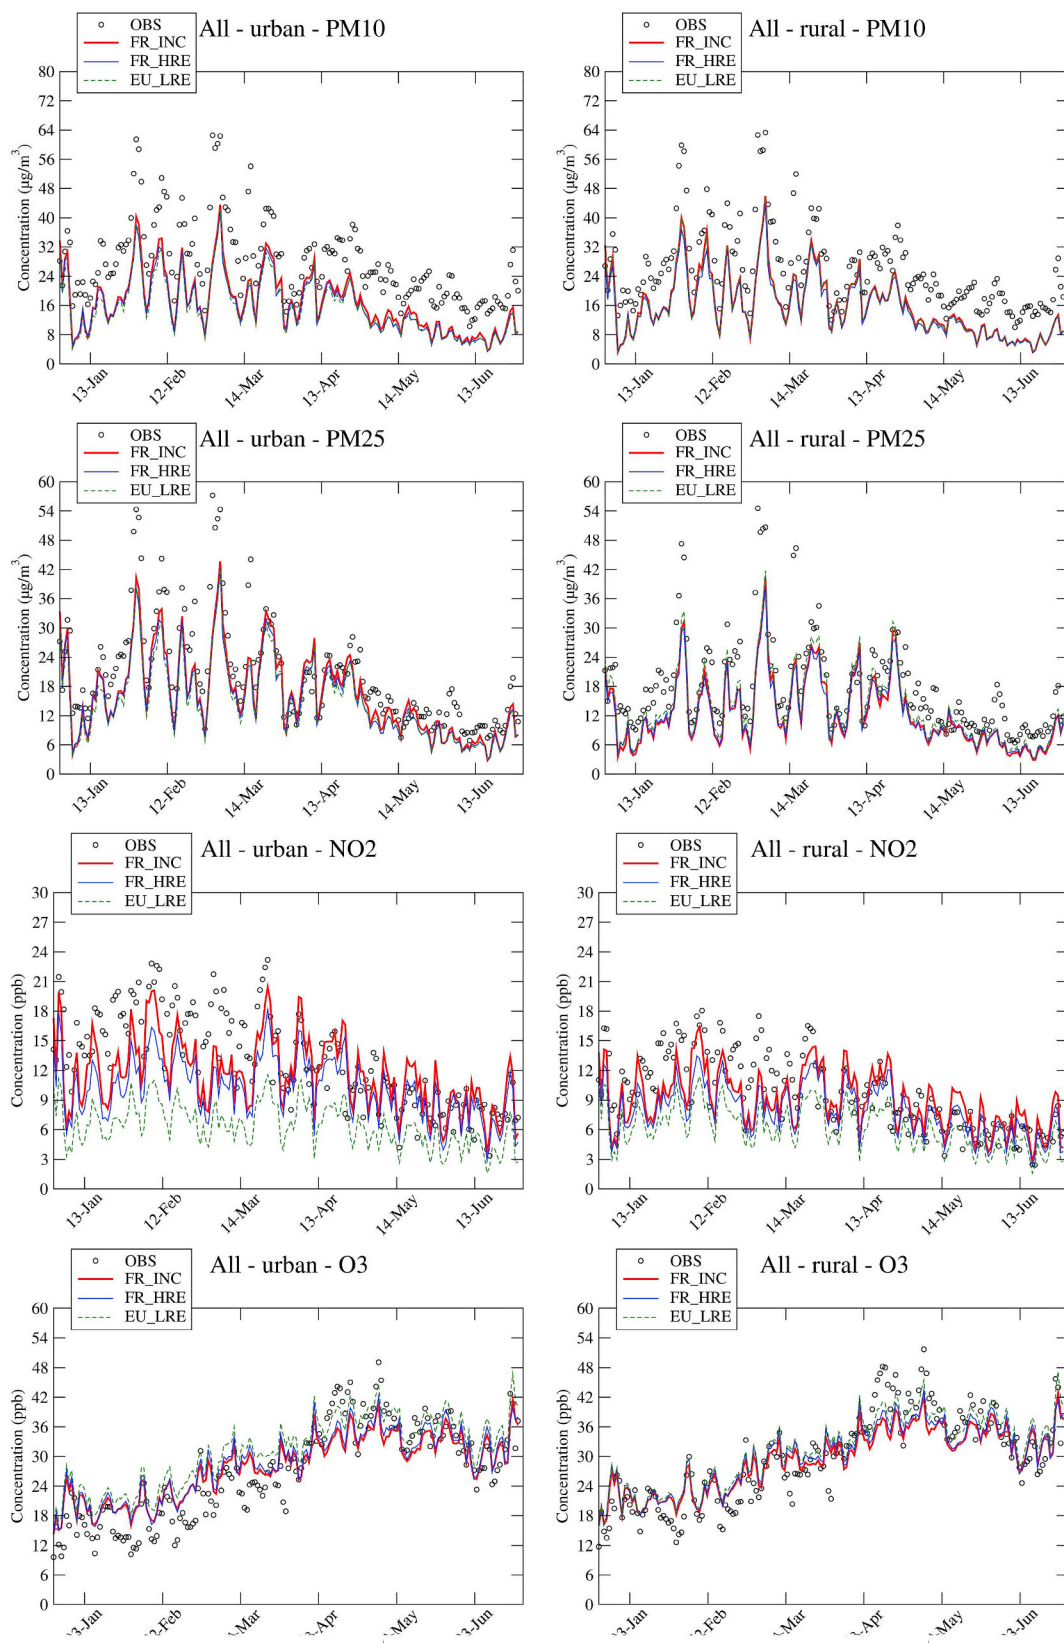 OBS
FR_INC
FR_HRE
EU_LRE
All - urban - PM10
Concentration (µg/m³)
80
72
64
56
48
40
32
24
16
8
0
13-Jan
12-Feb
14-Mar
13-Apr
14-May
13-Jun
OBS
FR_INC
FR_HRE
EU_LRE
All - rural - PM10
Concentration (µg/m³)
80
72
64
56
48
40
32
24
16
8
0
13-Jan
12-Feb
14-Mar
13-Apr
14-May
13-Jun
OBS
FR_INC
FR_HRE
EU_LRE
All - urban - PM25
Concentration (µg/m³)
60
54
48
42
36
30
24
18
12
6
0
13-Jan
12-Feb
14-Mar
13-Apr
14-May
13-Jun
OBS
FR_INC
FR_HRE
EU_LRE
All - rural - PM25
Concentration (µg/m³)
60
54
48
42
36
30
24
18
12
6
0
13-Jan
12-Feb
14-Mar
13-Apr
14-May
13-Jun
OBS
FR_INC
FR_HRE
EU_LRE
All - urban - NO2
Concentration (ppb)
30
27
24
21
18
15
12
9
6
3
0
13-Jan
12-Feb
14-Mar
13-Apr
14-May
13-Jun
OBS
FR_INC
FR_HRE
EU_LRE
All - rural - NO2
Concentration (ppb)
30
27
24
21
18
15
12
9
6
3
0
13-Jan
12-Feb
14-Mar
13-Apr
14-May
13-Jun
OBS
FR_INC
FR_HRE
EU_LRE
All - urban - O3
Concentration (ppb)
60
54
48
42
36
30
24
18
12
6
0
-Jan
-Feb
-Mar
-Apr
-May
-Jun
OBS
FR_INC
FR_HRE
EU_LRE
All - rural - O3
Concentration (ppb)
60
54
48
42
36
30
24
18
12
6
0
-Jan
-Feb
-Mar
-Apr
-May
-Jun